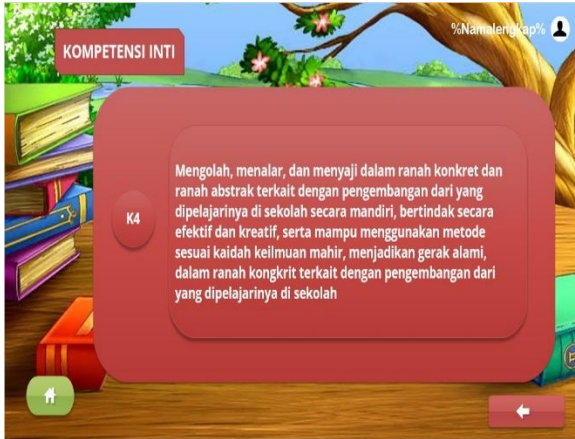 %Namalengkap%
KOMPETENSI INTI
K4
Mengolah, menalar, dan menyaji dalam ranah konkret dan
ranah abstrak terkait dengan pengembangan dari yang
dipelajarinya di sekolah secara mandiri, bertindak secara
efektif dan kreatif, serta mampu menggunakan metode
sesuai kaidah keilmuan mahir, menjadikan gerak alami,
dalam ranah kongkrit terkait dengan pengembangan dari
yang dipelajarinya di sekolah